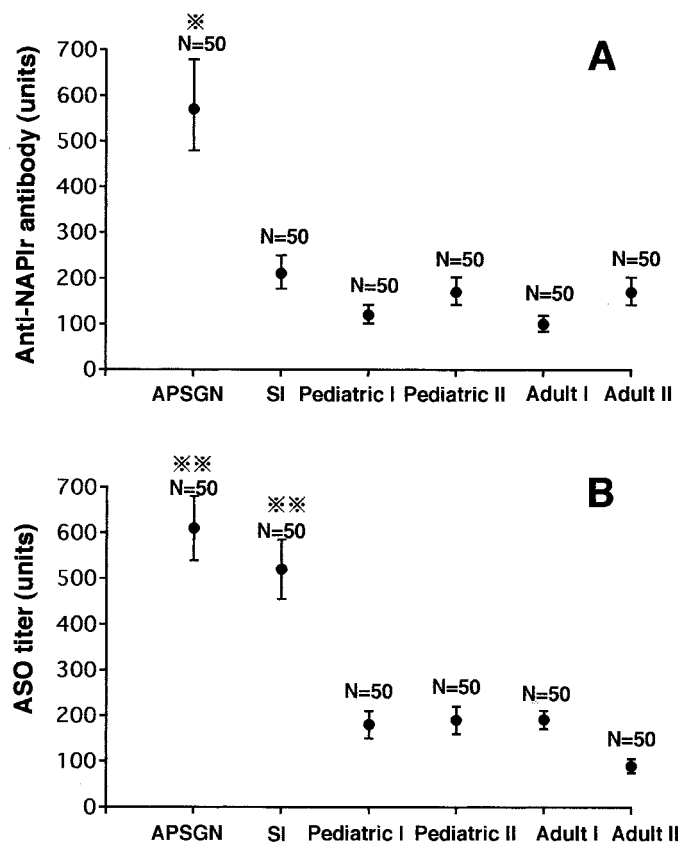 ※
N=50
A
700
600
500
400
300
200
100
0
Anti-NAPlr antibody (units)
N=50
N=50
N=50
N=50
N=50
APSGN SI Pediatric I Pediatric II Adult I Adult II
※※
N=50
※※
N=50
B
700
600
500
400
300
200
100
0
ASO titer (units)
N=50
N=50
N=50
N=50
APSGN SI Pediatric I Pediatric II Adult I Adult II